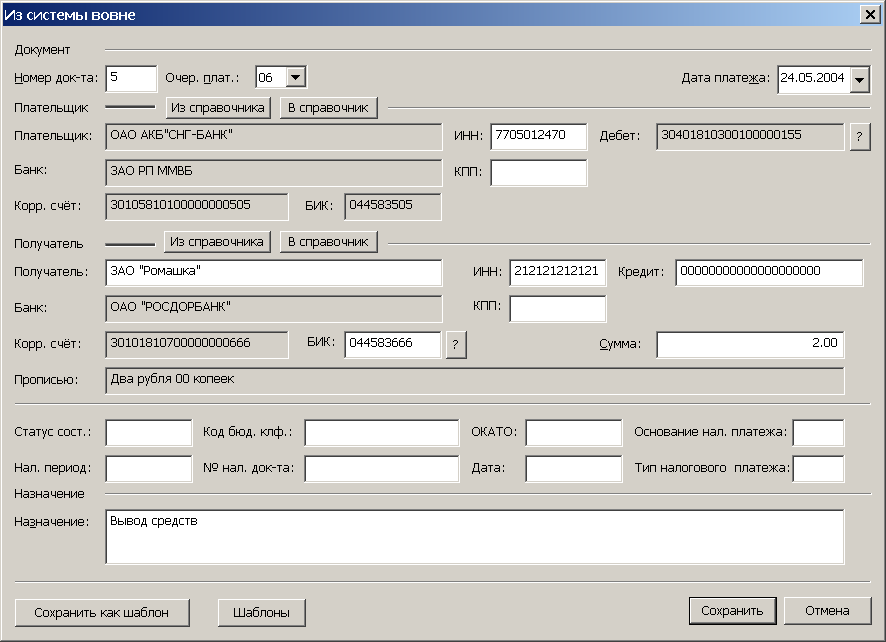 Из системы вовне
Документ
Номер док-та: 5 Очер. плат.: 06 Дата платежа: 24.05.2004
Плательщик Из справочника В справочник
Плательщик: ОАО АКБ"СНГ-БАНК" ИНН: 7705012470 Дебет: 30401810300100000155 ?
Банк: ЗАО РП ММВБ КПП:
Корр. счёт: 30105810100000000505 БИК: 044583505
Получатель Из справочника В справочник
Получатель: ЗАО "Ромашка" ИНН: 212121212121 Кредит: 00000000000000000000
Банк: ОАО "РОСДОРБАНК" КПП:
Корр. счёт: 30101810700000000666 БИК: 044583666 ? Сумма: 2.00
Прописью: Два рубля 00 копеек
Статус сост.: Код бюд. клф.: ОКАТО: Основание нал. платежа:
Нал. период: № нал. док-та: Дата: Тип налогового платежа:
Назначение
Назначение: Вывод средств
Сохранить как шаблон Шаблоны Сохранить Отмена